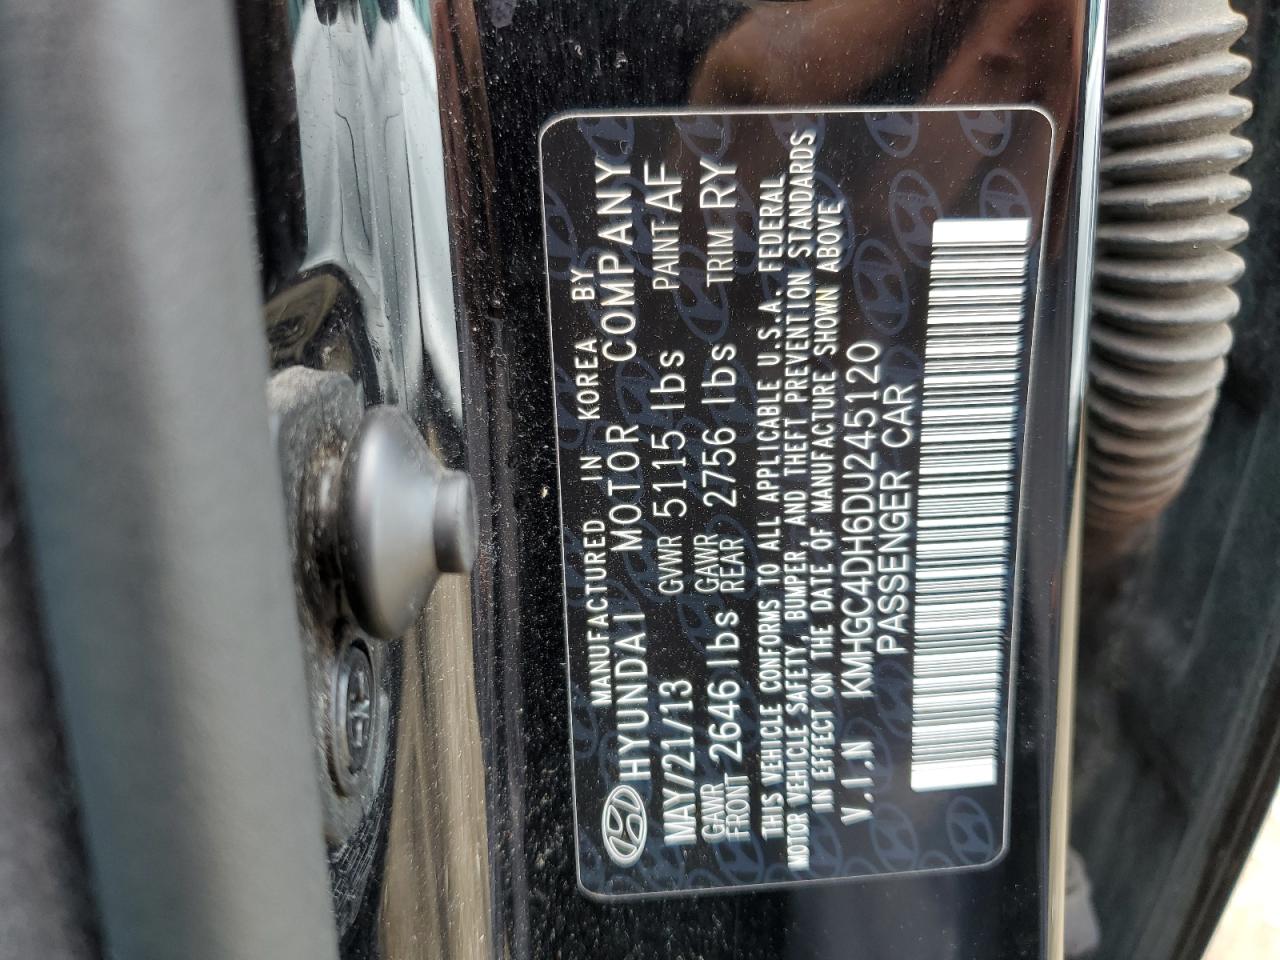 MANUFACTURED IN KOREA BY
HYUNDAI MOTOR COMPANY
MAY/21/13 GVWR 5115 lbs PAINT AF
GAWR FRONT 2646 lbs GAWR REAR 2756 lbs TRIM RY
THIS VEHICLE CONFORMS TO ALL APPLICABLE U.S.A. FEDERAL
MOTOR VEHICLE SAFETY, BUMPER, AND THEFT PREVENTION STANDARDS
IN EFFECT ON THE DATE OF MANUFACTURE SHOWN ABOVE
V.I.N KMHGC4DH6DU245120
PASSENGER CAR